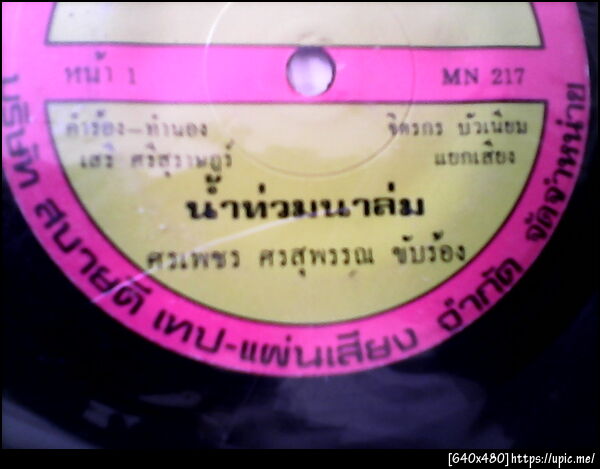 หน้า 1
MN 217
คำร้อง-ทำนอง
เสรี ศรีสุราษฎร์
จิตรกร บัวเนียม
แยกเสียง
น้ำท่วมนาล่ม
ศรเพชร ศรสุพรรณ ขับร้อง
บริษัท สบายดี เทป-แผ่นเสียง จำกัด จัดจำหน่าย
[640x480]https://upic.me/